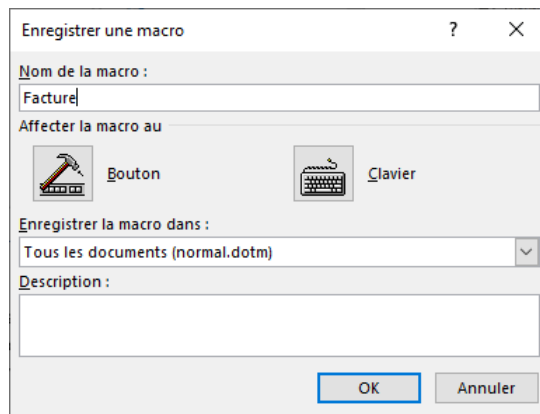 Enregistrer une macro ?
Nom de la macro :
Facture
Affecter la macro au
Bouton Clavier
Enregistrer la macro dans :
Tous les documents (normal.dotm)
Description :
OK Annuler